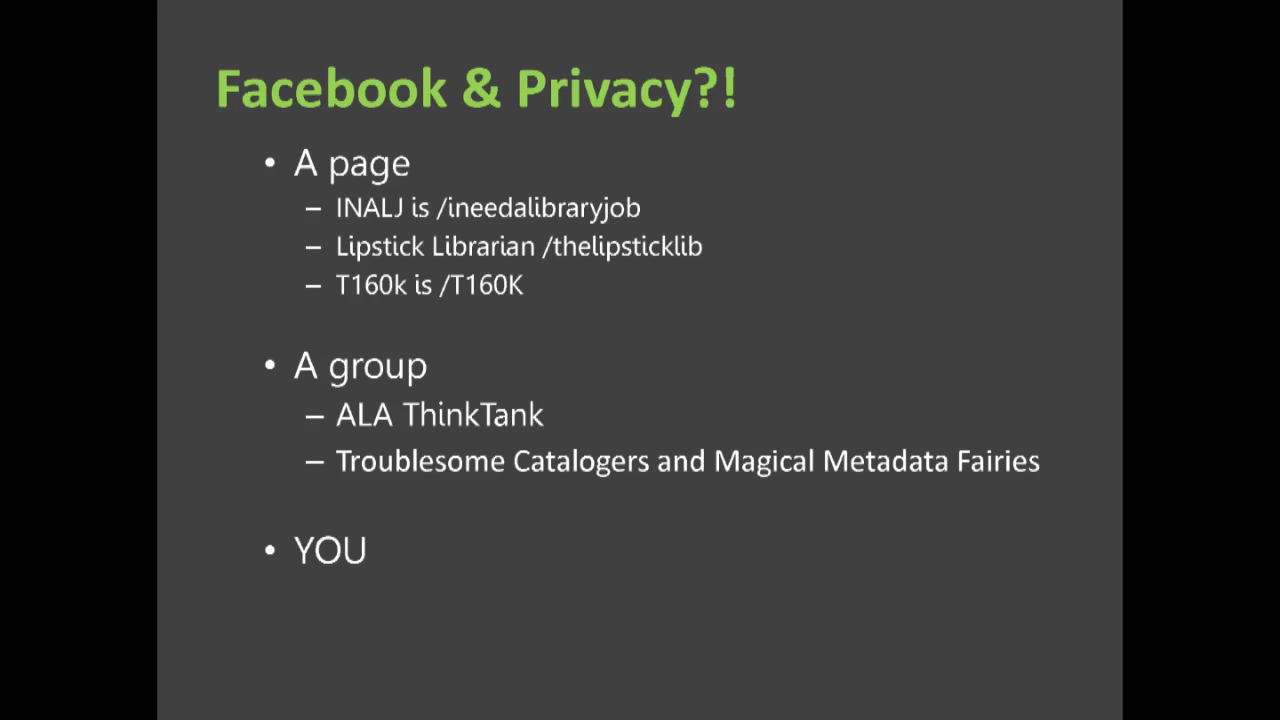 Facebook & Privacy?!
• A page
– INALJ is /ineedalibraryjob
– Lipstick Librarian /thelipsticklib
– T160k is /T160K
• A group
– ALA ThinkTank
– Troublesome Catalogers and Magical Metadata Fairies
• YOU